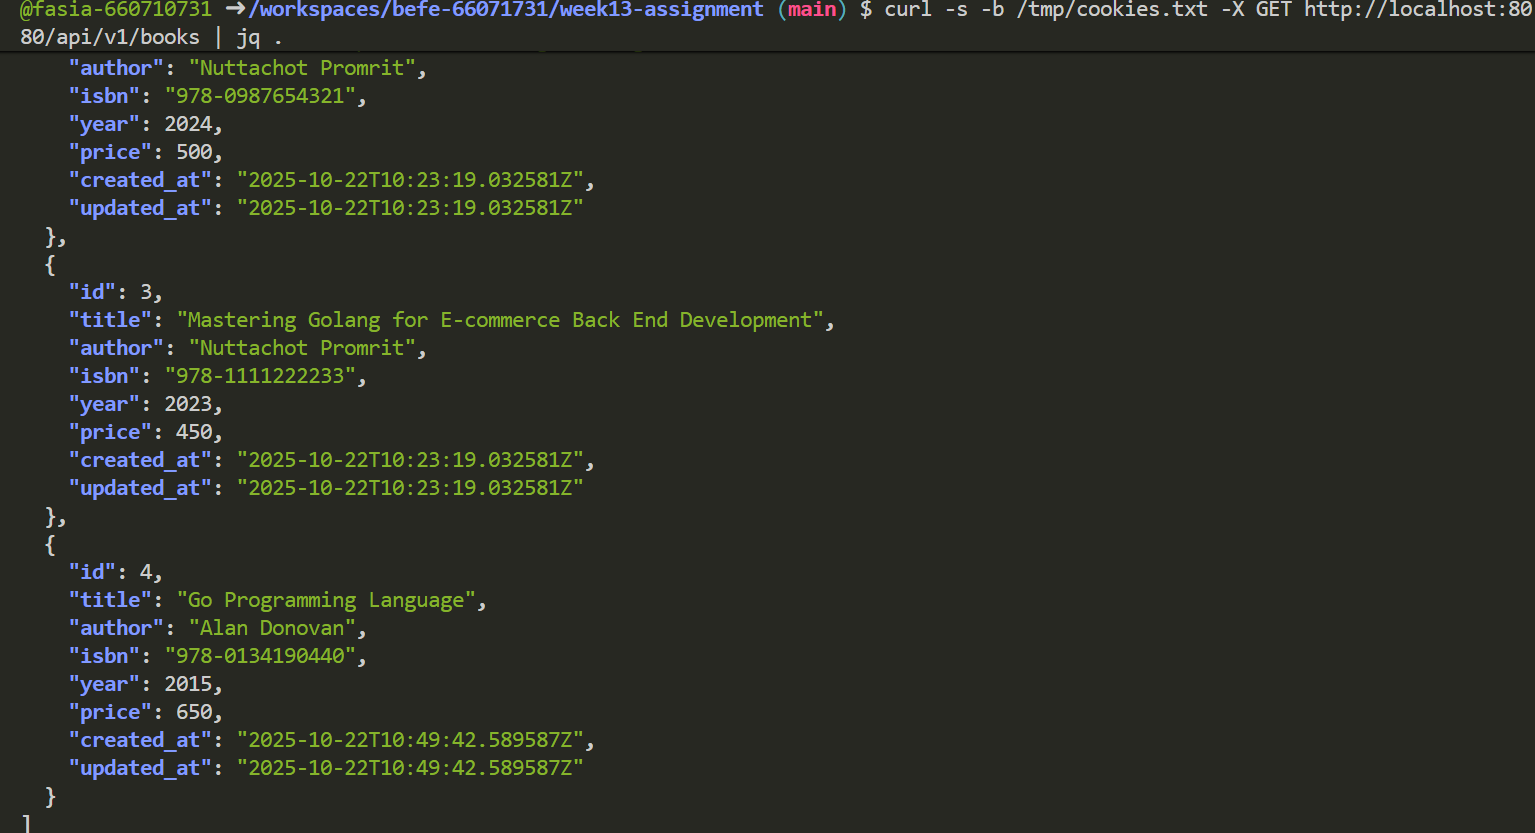 @fasia-660710731 ➜/workspaces/befe-66071731/week13-assignment (main) $ curl -s -b /tmp/cookies.txt -X GET http://localhost:80
80/api/v1/books | jq .
"author": "Nuttachot Promrit",
"isbn": "978-0987654321",
"year": 2024,
"price": 500,
"created_at": "2025-10-22T10:23:19.032581Z",
"updated_at": "2025-10-22T10:23:19.032581Z"
},
{
"id": 3,
"title": "Mastering Golang for E-commerce Back End Development",
"author": "Nuttachot Promrit",
"isbn": "978-1111222233",
"year": 2023,
"price": 450,
"created_at": "2025-10-22T10:23:19.032581Z",
"updated_at": "2025-10-22T10:23:19.032581Z"
},
{
"id": 4,
"title": "Go Programming Language",
"author": "Alan Donovan",
"isbn": "978-0134190440",
"year": 2015,
"price": 650,
"created_at": "2025-10-22T10:49:42.589587Z",
"updated_at": "2025-10-22T10:49:42.589587Z"
}
]